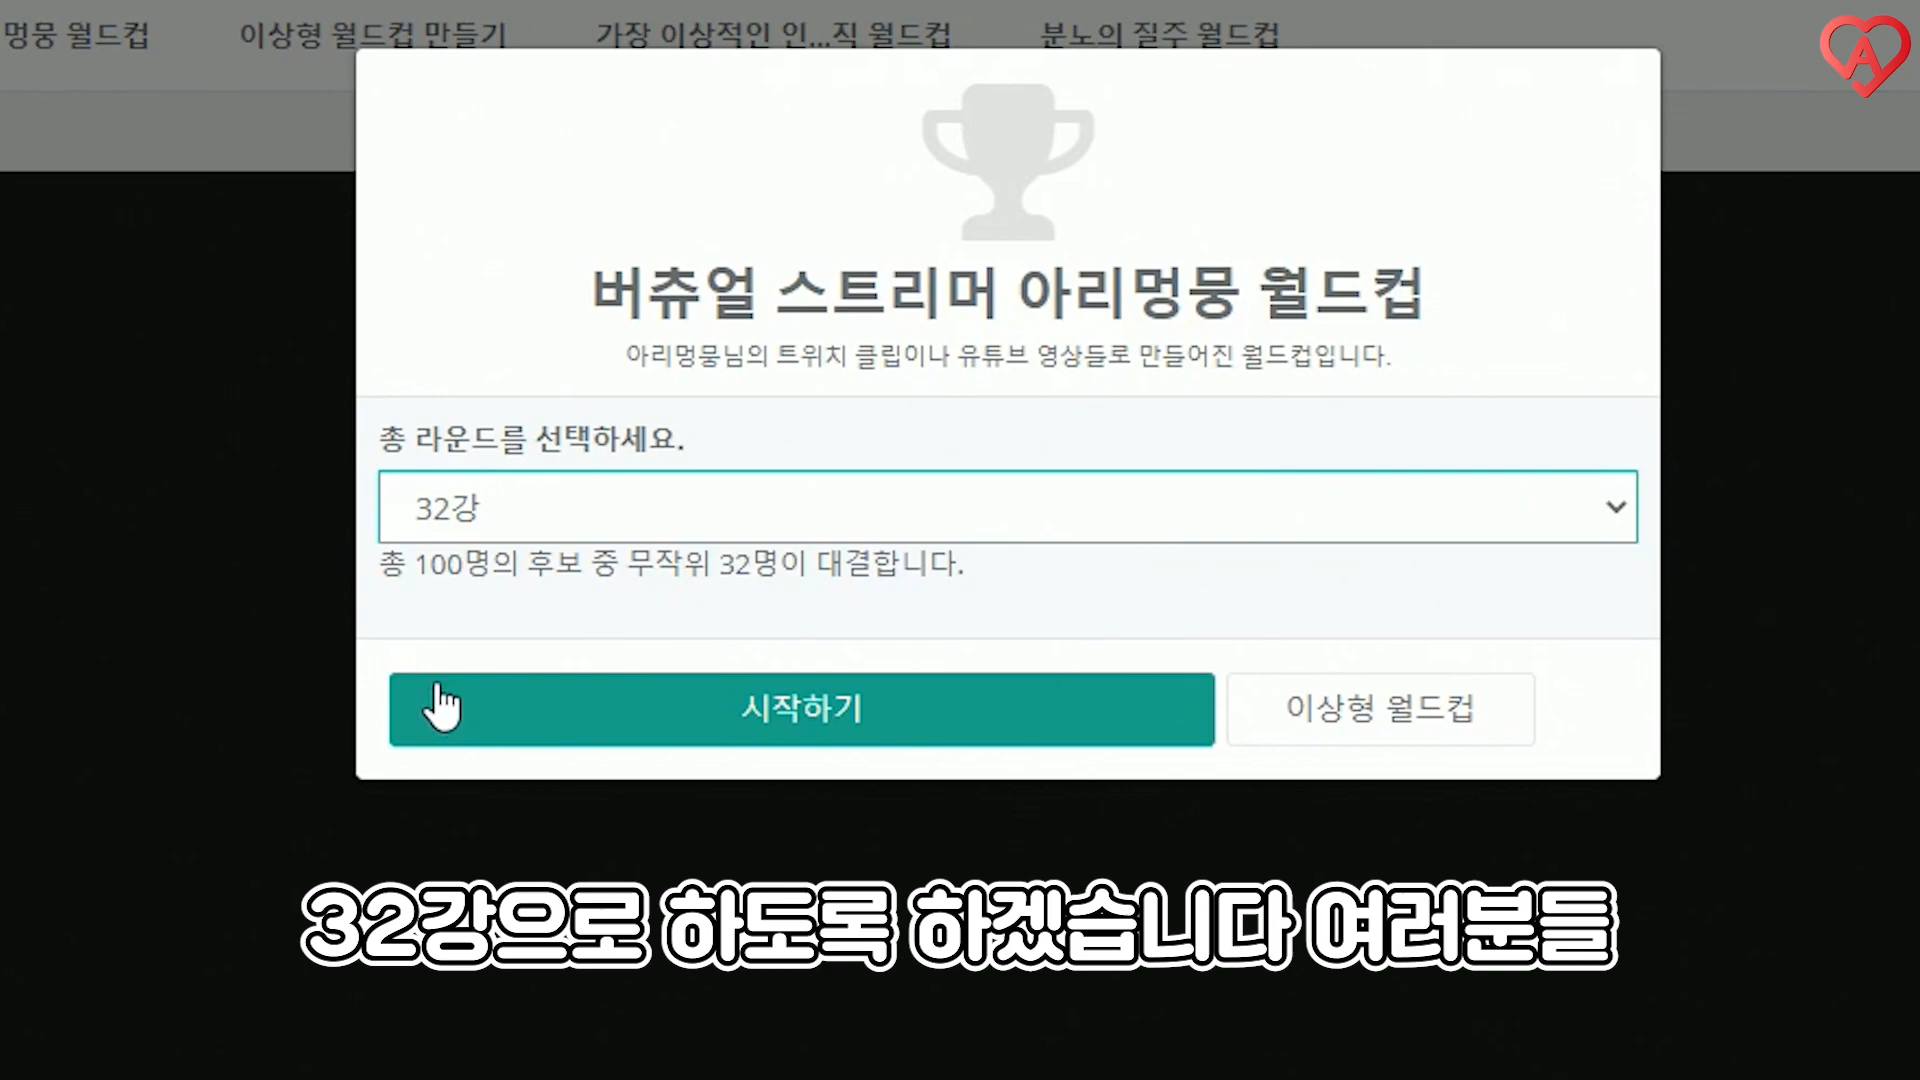 멍뭉 월드컵 이상형 월드컵 만들기 가장 이상적인 인...직 월드컵 분노의 질주 월드컵
A
버츄얼 스트리머 아리멍뭉 월드컵
아리멍뭉님의 트위치 클립이나 유튜브 영상들로 만들어진 월드컵입니다.
총 라운드를 선택하세요.
32강
총 100명의 후보 중 무작위 32명이 대결합니다.
시작하기 이상형 월드컵
32강으로 하도록 하겠습니다 여러분들